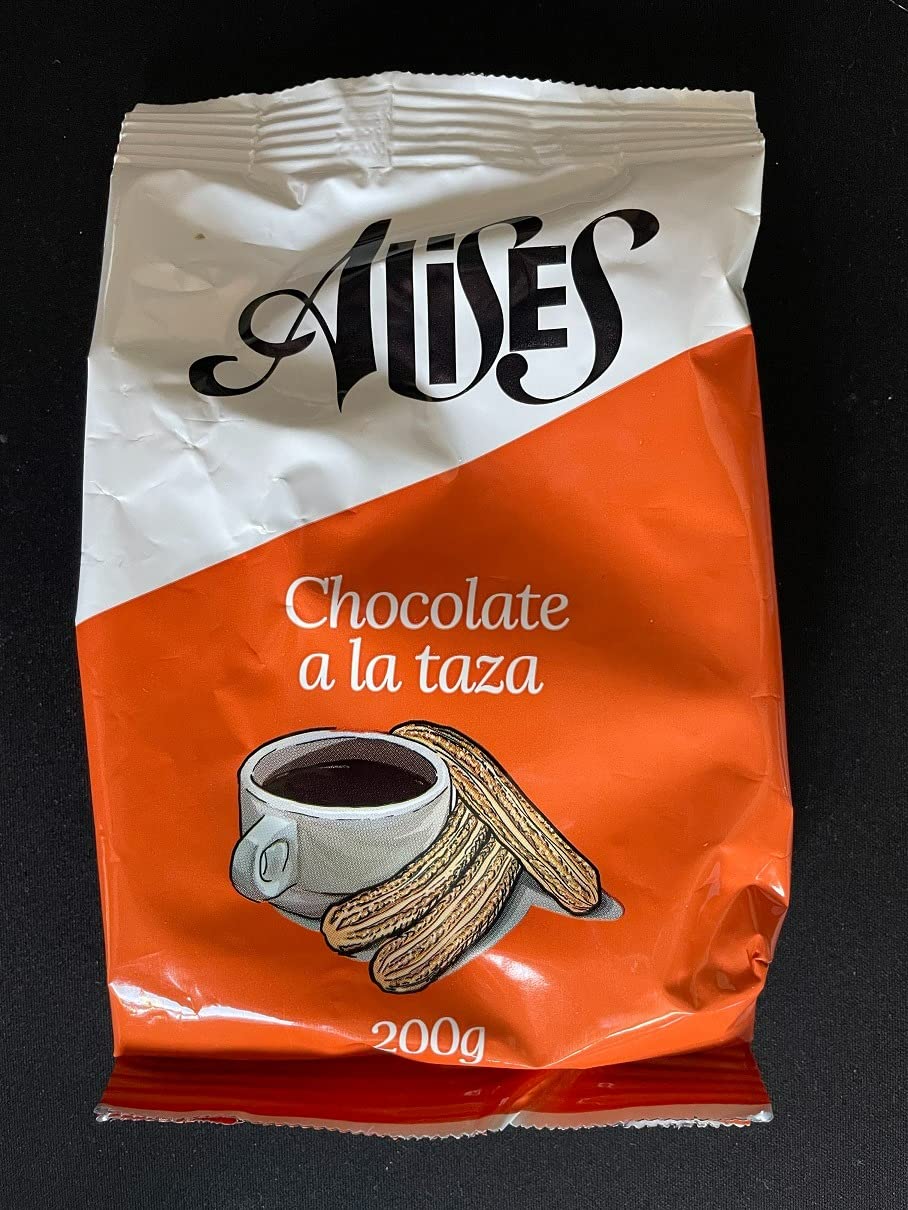 ALiSES
Chocolate
a la taza
200g